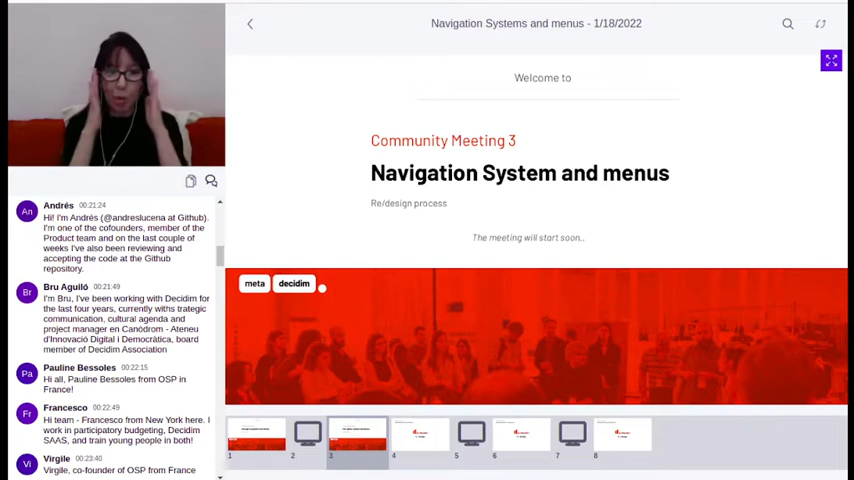 Navigation Systems and menus - 1/18/2022
Welcome to
Community Meeting 3
Navigation System and menus
Re/design process
The meeting will start soon..
meta decidim
An
Andrés 00:21:24
Hi! I'm Andrés (@andreslucena at Github).
I'm one of the cofounders, member of the
Product team and on the last couple of
weeks I've also been reviewing and
accepting the code at the Github
repository.
Br
Bru Aguiló 00:21:49
I'm Bru, I've been working with Decidim for
the last four years, currently withs trategic
communication, cultural agenda and
project manager en Canòdrom - Ateneu
d'Innovació Digital i Democràtica, board
member of Decidim Association
Pa
Pauline Bessoles 00:22:15
Hi all, Pauline Bessoles from OSP in
France!
Fr
Francesco 00:22:49
Hi team - Francesco from New York here. I
work in participatory budgeting, Decidim
SAAS, and train young people in both!
Vi
Virgile 00:23:40
Virgile, co-founder of OSP from France
1 2 3 4 5 6 7 8